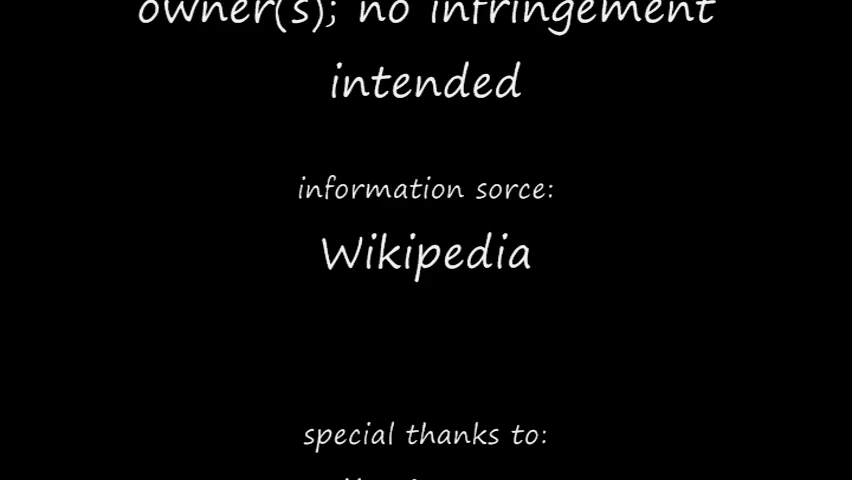 owner(s); no infringement
intended
information sorce:
Wikipedia
special thanks to: